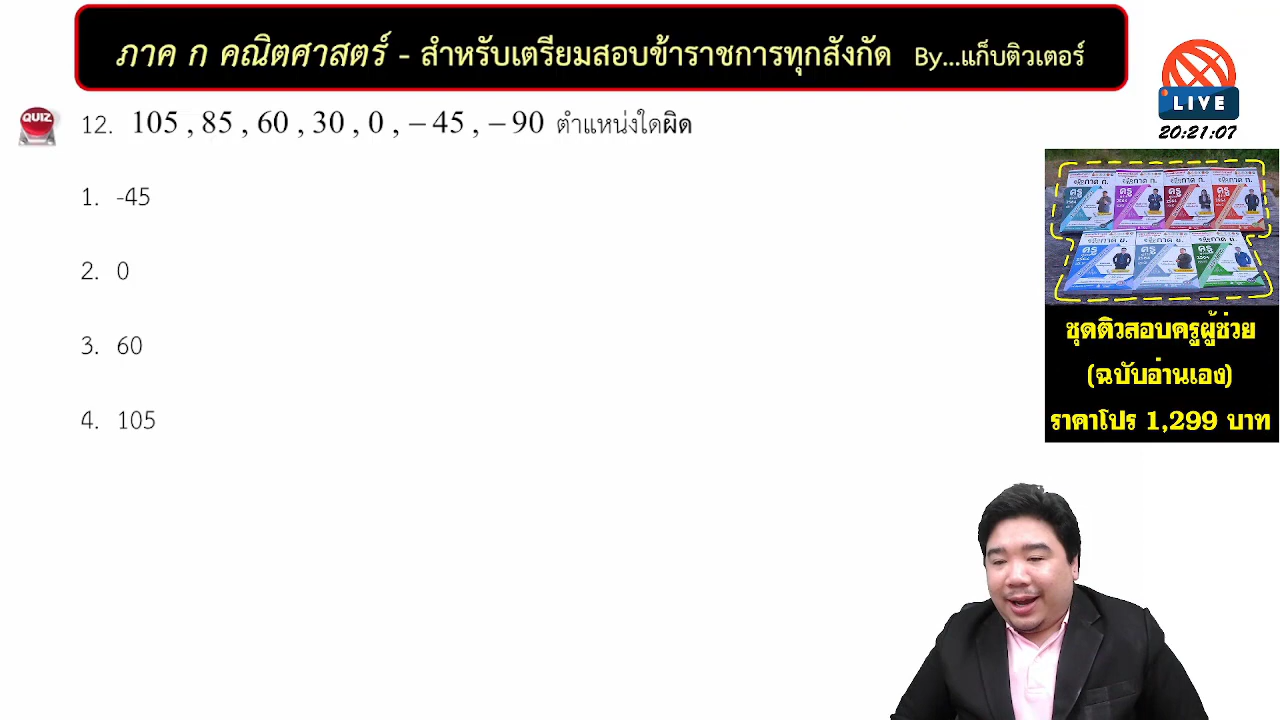 ภาค ก คณิตศาสตร์ - สำหรับเตรียมสอบข้าราชการทุกสังกัด By...แก็บติวเตอร์
LIVE
20:21:07
QUIZ
12. 105 , 85 , 60 , 30 , 0 , – 45 , – 90 ตำแหน่งใดผิด
1. -45
2. 0
3. 60
4. 105
ชุดติวสอบครูผู้ช่วย
(ฉบับอ่านเอง)
ราคาโปร 1,299 บาท